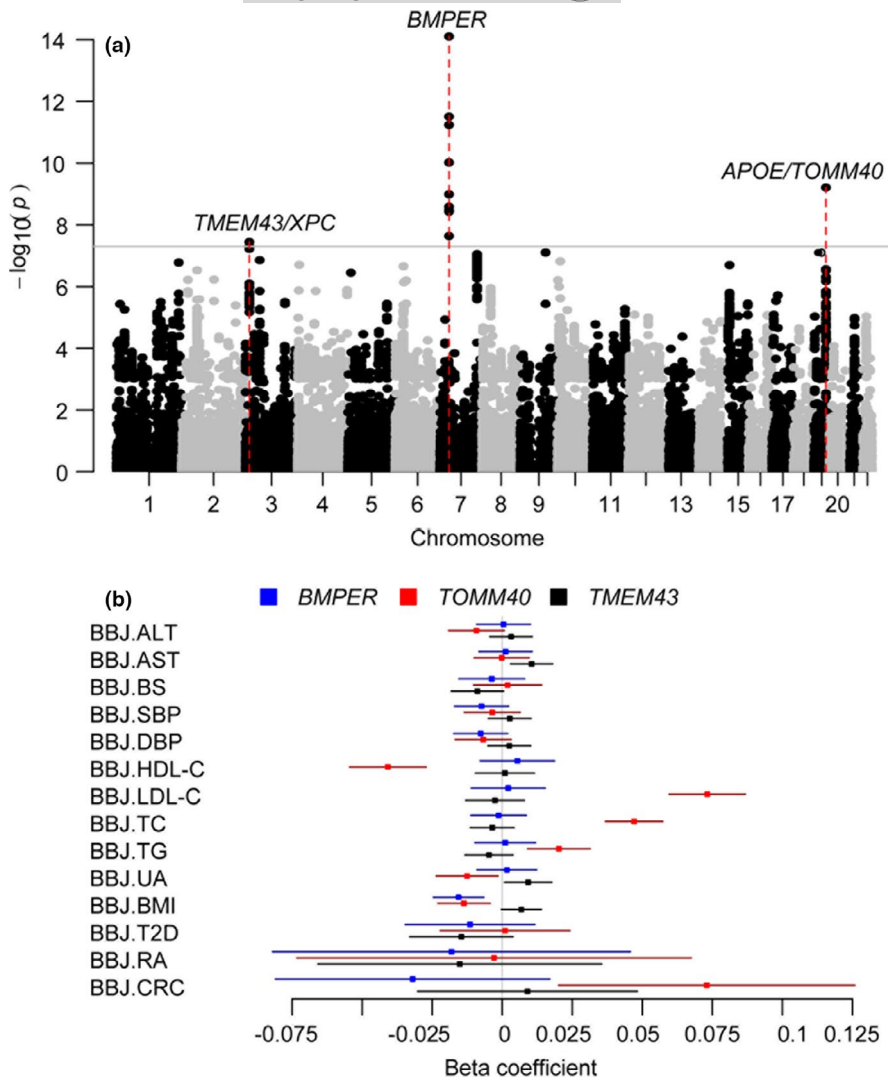 BMPER
(a)
14
12
10
8
6
4
2
0
−log10(p)
TMEM43/XPC
APOE/TOMM40
1 2 3 4 5 6 7 8 9 11 13 15 17 20
Chromosome
(b)
BMPER TOMM40 TMEM43
BBJ.ALT
BBJ.AST
BBJ.BS
BBJ.SBP
BBJ.DBP
BBJ.HDL-C
BBJ.LDL-C
BBJ.TC
BBJ.TG
BBJ.UA
BBJ.BMI
BBJ.T2D
BBJ.RA
BBJ.CRC
-0.075 -0.025 0 0.025 0.05 0.075 0.1 0.125
Beta coefficient